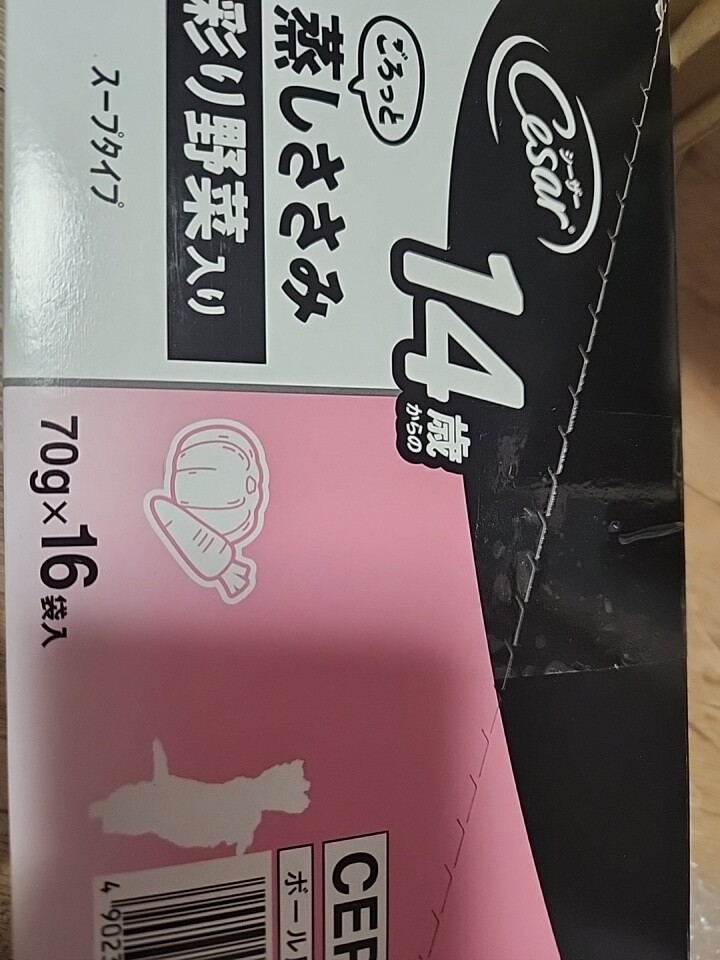 Cesar
シーザー
14歳からの
ごろっと
蒸しささみ
彩り野菜入り
スープタイプ
70g×16袋入
CEP
ボール
4 902